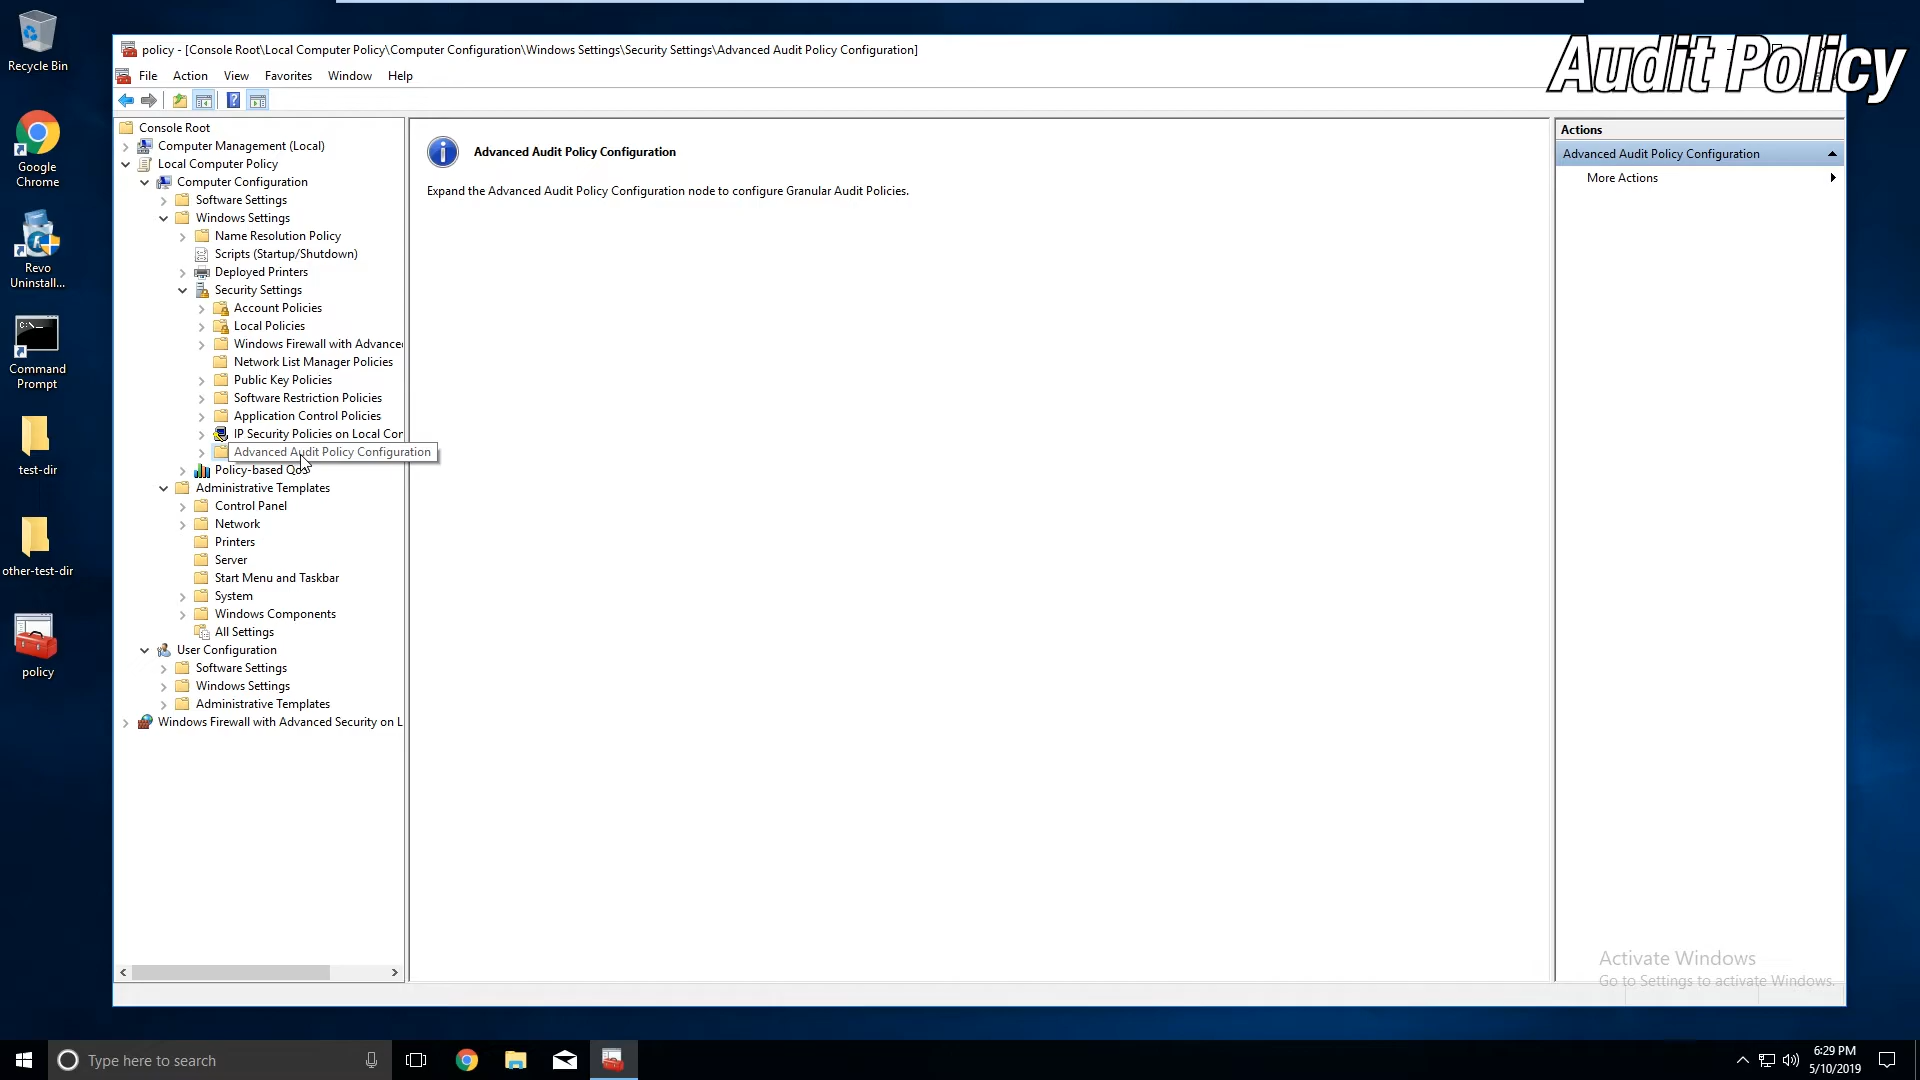 Recycle Bin
Google
Chrome
Revo
Uninstall...
C:\_
Command
Prompt
test-dir
other-test-dir
policy
policy - [Console Root\Local Computer Policy\Computer Configuration\Windows Settings\Security Settings\Advanced Audit Policy Configuration]
Audit Policy
File Action View Favorites Window Help
Console Root
Computer Management (Local)
Local Computer Policy
Computer Configuration
Software Settings
Windows Settings
Name Resolution Policy
Scripts (Startup/Shutdown)
Deployed Printers
Security Settings
Account Policies
Local Policies
Windows Firewall with Advanced
Network List Manager Policies
Public Key Policies
Software Restriction Policies
Application Control Policies
IP Security Policies on Local Con
Advanced Audit Policy Configuration
Policy-based QoS
Administrative Templates
Control Panel
Network
Printers
Server
Start Menu and Taskbar
System
Windows Components
All Settings
User Configuration
Software Settings
Windows Settings
Administrative Templates
Windows Firewall with Advanced Security on L
Advanced Audit Policy Configuration
Expand the Advanced Audit Policy Configuration node to configure Granular Audit Policies.
Actions
Advanced Audit Policy Configuration
More Actions
Activate Windows
Go to Settings to activate Windows.
Type here to search
6:29 PM
5/10/2019